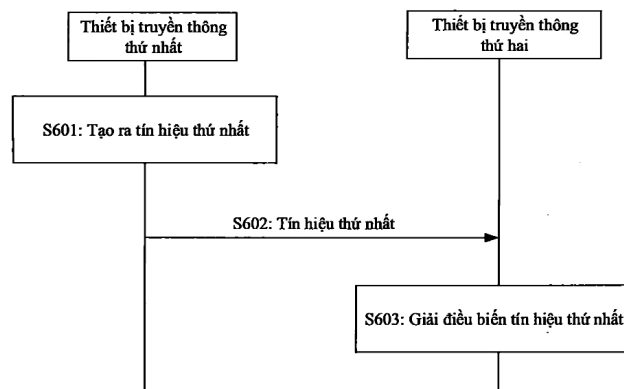 Thiết bị truyền thông
thứ nhất
Thiết bị truyền thông
thứ hai
S601: Tạo ra tín hiệu thứ nhất
S602: Tín hiệu thứ nhất
S603: Giải điều biến tín hiệu thứ nhất